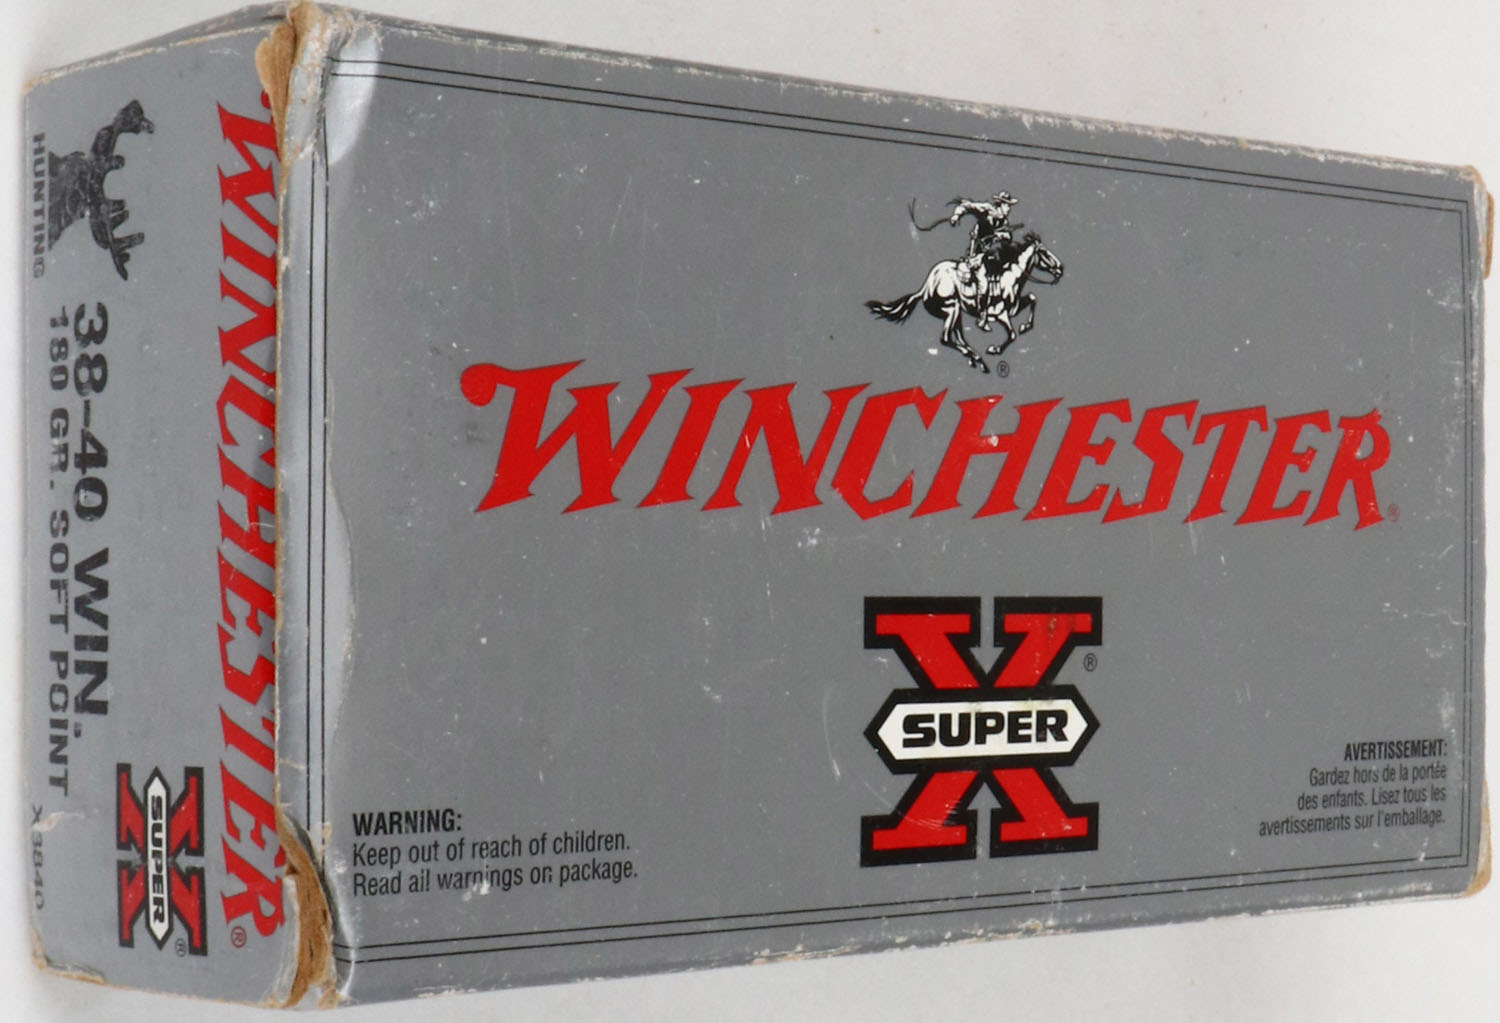 WINCHESTER®
SUPER X ®
WARNING:
Keep out of reach of children.
Read all warnings on package.
AVERTISSEMENT:
Gardez hors de la portée
des enfants. Lisez tous les
avertissements sur l'emballage.
WINCHESTER®
HUNTING
38-40 WIN.
180 GR. SOFT POINT
SUPER X ®
X3840